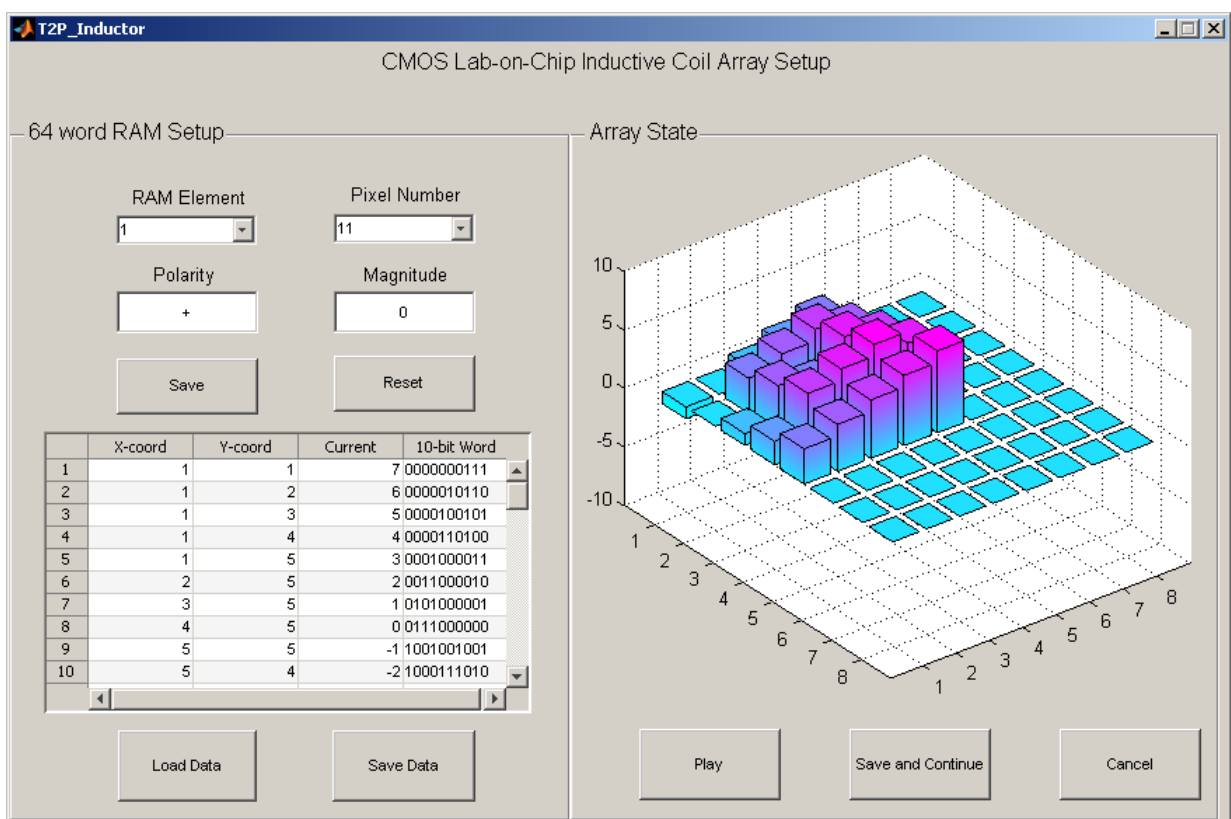 T2P_Inductor
CMOS Lab-on-Chip Inductive Coil Array Setup
64 word RAM Setup
RAM Element
Pixel Number
1
11
Polarity
Magnitude
+
0
Save
Reset
X-coord Y-coord Current 10-bit Word
1 1 1 7 0000000111
2 1 2 6 0000010110
3 1 3 5 0000100101
4 1 4 4 0000110100
5 1 5 3 0001000011
6 2 5 2 0011000010
7 3 5 1 0101000001
8 4 5 0 0111000000
9 5 5 -1 1001001001
10 5 4 -2 1000111010
Load Data
Save Data
Array State
10
5
0
-5
-10
1
2
3
4
5
6
7
8
1
2
3
4
5
6
7
8
Play
Save and Continue
Cancel